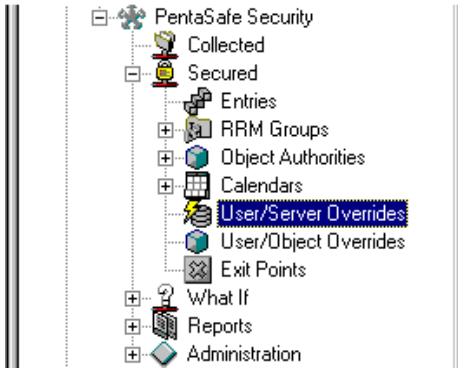 PentaSafe Security
Collected
Secured
Entries
RRM Groups
Object Authorities
Calendars
User/Server Overrides
User/Object Overrides
Exit Points
What If
Reports
Administration